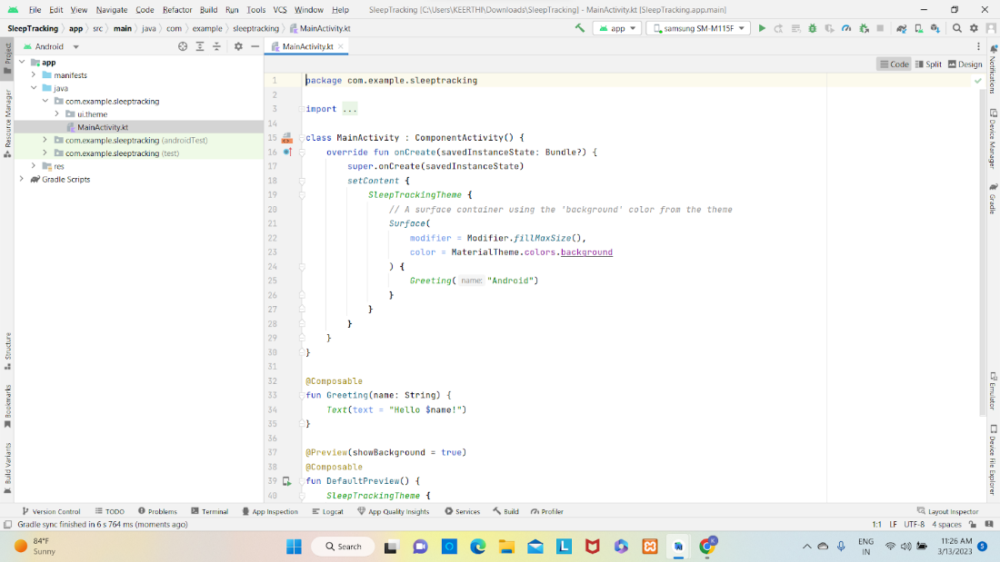 File Edit View Navigate Code Refactor Build Run Tools VCS Window Help SleepTracking [C:\Users\KEERTHI\Downloads\SleepTracking] - MainActivity.kt [SleepTracking.app.main]
SleepTracking app src main java com example sleeptracking MainActivity.kt app samsung SM-M115F
Android MainActivity.kt
Code Split Design
Project
Resource Manager
Structure
Bookmarks
Build Variants
app
manifests
java
com.example.sleeptracking
ui.theme
MainActivity.kt
com.example.sleeptracking (androidTest)
com.example.sleeptracking (test)
res
Gradle Scripts
1 package com.example.sleeptracking
2
3 import ...
14
15 class MainActivity : ComponentActivity() {
16 override fun onCreate(savedInstanceState: Bundle?) {
17 super.onCreate(savedInstanceState)
18 setContent {
19 SleepTrackingTheme {
20 // A surface container using the 'background' color from the theme
21 Surface(
22 modifier = Modifier.fillMaxSize(),
23 color = MaterialTheme.colors.background
24 ) {
25 Greeting( name: "Android")
26 }
27 }
28 }
29 }
30 }
31
32 @Composable
33 fun Greeting(name: String) {
34 Text(text = "Hello $name!")
35 }
36
37 @Preview(showBackground = true)
38 @Composable
39 fun DefaultPreview() {
40 SleepTrackingTheme {
Notifications
Device Manager
Gradle
Emulator
Device File Explorer
Version Control TODO Problems Terminal App Inspection Logcat App Quality Insights Services Build Profiler Layout Inspector
Gradle sync finished in 6 s 764 ms (moments ago) 1:1 LF UTF-8 4 spaces
84°F
Sunny
Search
ENG
IN
11:26 AM
3/13/2023
5